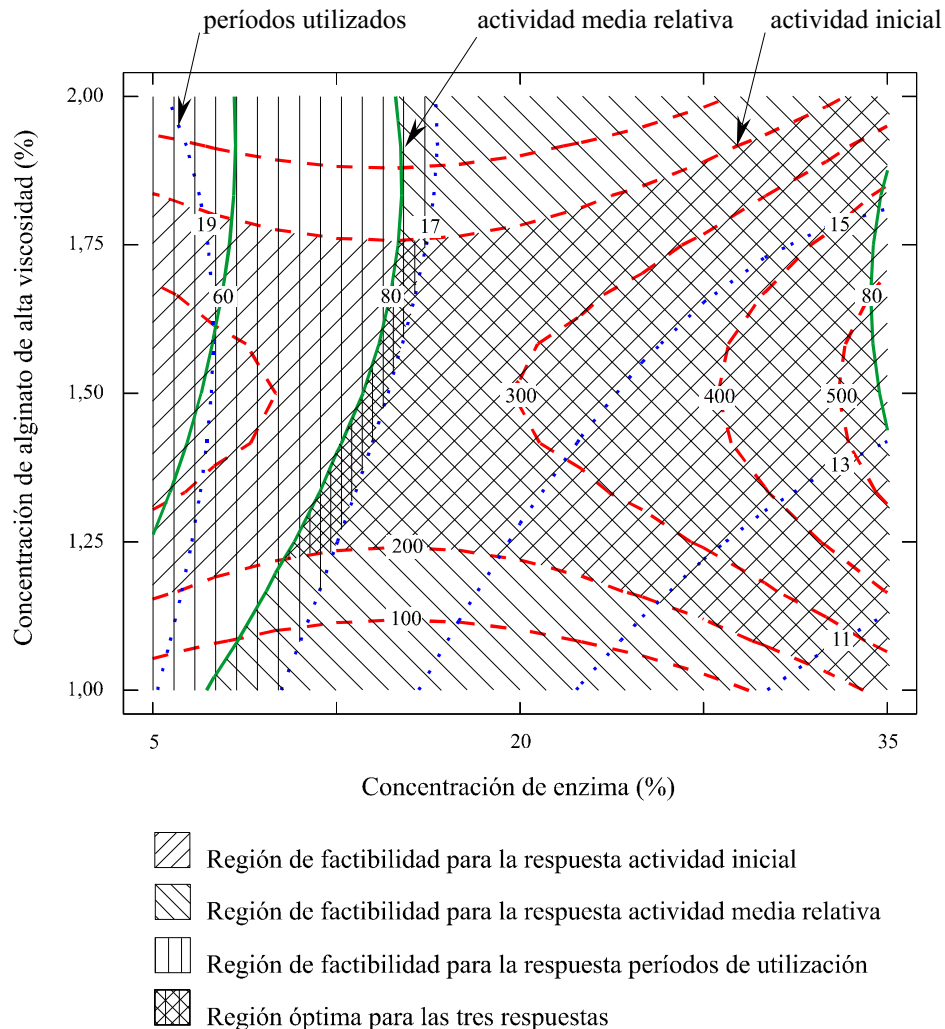 períodos utilizados
actividad media relativa
actividad inicial
Concentración de alginato de alta viscosidad (%)
2,00
1,75
1,50
1,25
1,00
19
17
15
60
80
80
300
400
500
13
200
100
11
5
20
35
Concentración de enzima (%)
Región de factibilidad para la respuesta actividad inicial
Región de factibilidad para la respuesta actividad media relativa
Región de factibilidad para la respuesta períodos de utilización
Región óptima para las tres respuestas